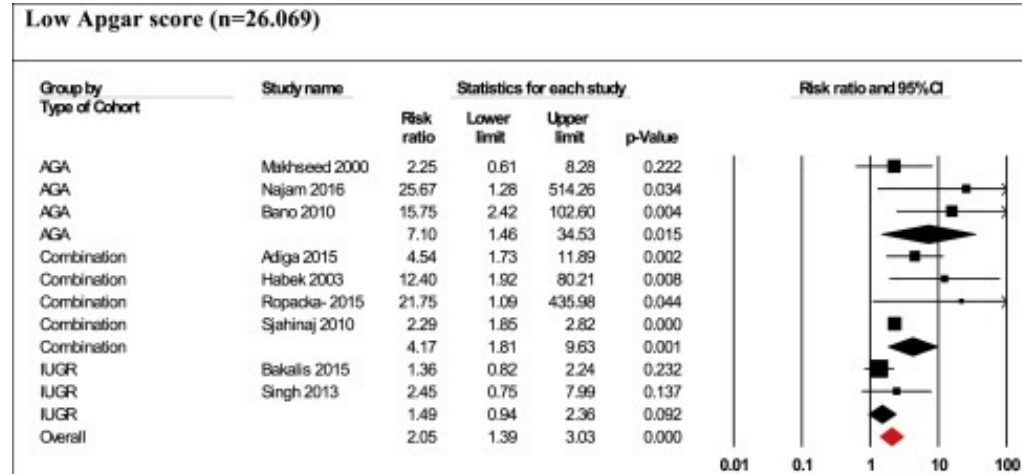 Low Apgar score (n=26.069)
Group by Study name Statistics for each study Risk ratio and 95%CI
Type of Cohort
Risk Lower Upper
ratio limit limit p-Value
AGA Makhseed 2000 2.25 0.61 8.28 0.222
AGA Najam 2016 25.67 1.28 514.26 0.034
AGA Bano 2010 15.75 2.42 102.60 0.004
AGA 7.10 1.46 34.53 0.015
Combination Adiga 2015 4.54 1.73 11.89 0.002
Combination Habek 2003 12.40 1.92 80.21 0.008
Combination Ropacka- 2015 21.75 1.09 435.98 0.044
Combination Sjahinaj 2010 2.29 1.85 2.82 0.000
Combination 4.17 1.81 9.63 0.001
IUGR Bakalis 2015 1.36 0.82 2.24 0.232
IUGR Singh 2013 2.45 0.75 7.99 0.137
IUGR 1.49 0.94 2.36 0.092
Overall 2.05 1.39 3.03 0.000
0.01 0.1 1 10 100